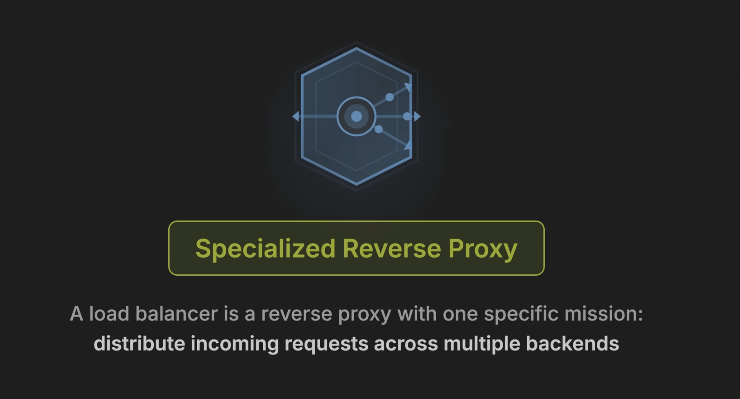 Specialized Reverse Proxy
A load balancer is a reverse proxy with one specific mission:
distribute incoming requests across multiple backends